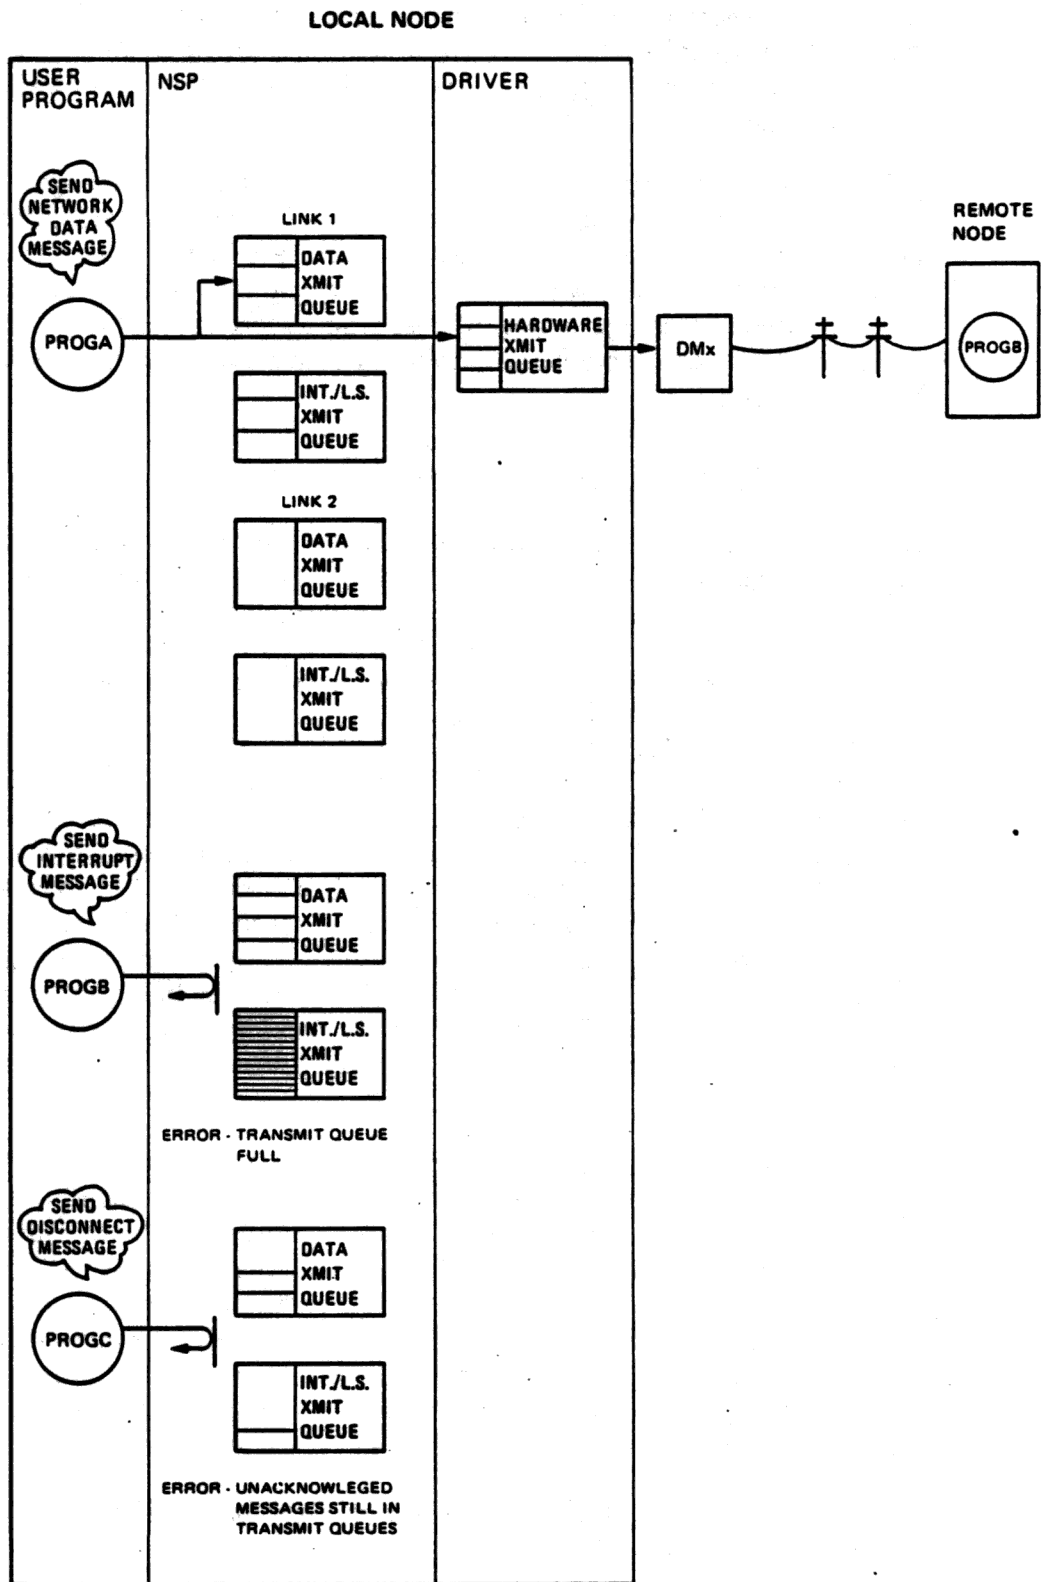 LOCAL NODE
USER
PROGRAM
NSP
DRIVER
SEND
NETWORK
DATA
MESSAGE
PROGA
LINK 1
DATA
XMIT
QUEUE
INT./L.S.
XMIT
QUEUE
HARDWARE
XMIT
QUEUE
DMx
REMOTE
NODE
PROGB
LINK 2
DATA
XMIT
QUEUE
INT./L.S.
XMIT
QUEUE
SEND
INTERRUPT
MESSAGE
PROGB
DATA
XMIT
QUEUE
INT./L.S.
XMIT
QUEUE
ERROR - TRANSMIT QUEUE
FULL
SEND
DISCONNECT
MESSAGE
PROGC
DATA
XMIT
QUEUE
INT./L.S.
XMIT
QUEUE
ERROR - UNACKNOWLEGED
MESSAGES STILL IN
TRANSMIT QUEUES